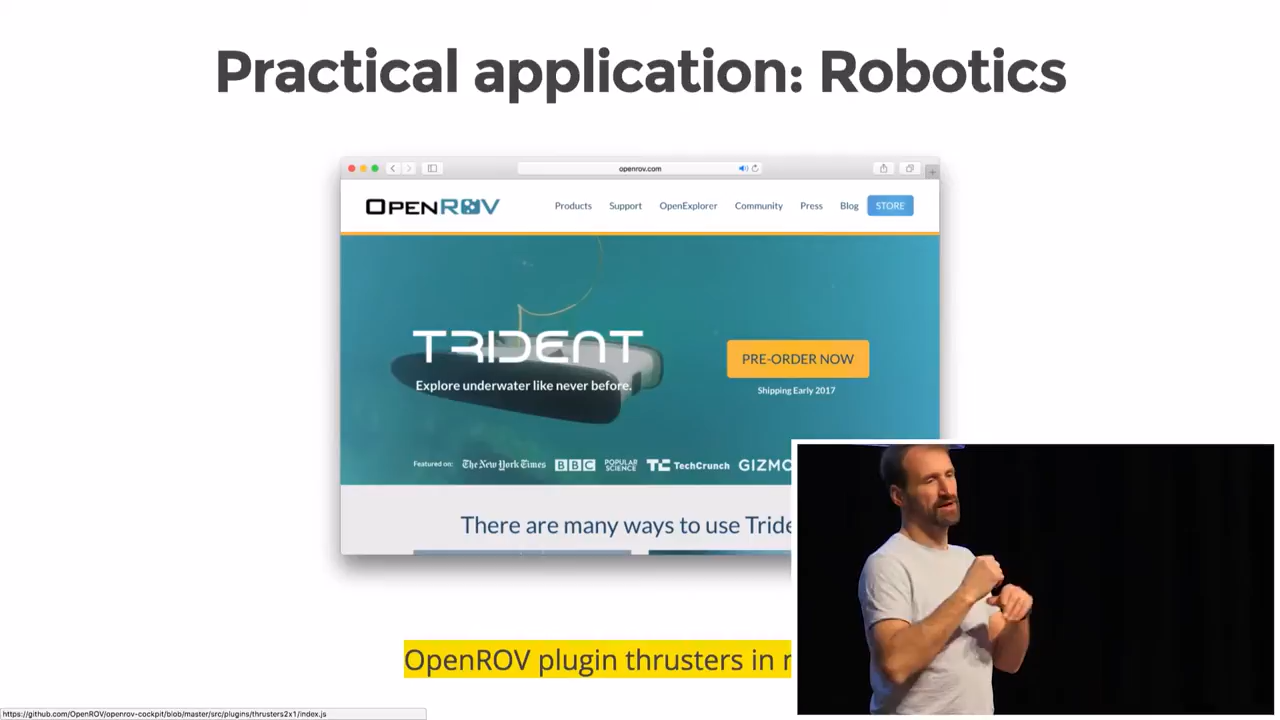 Practical application: Robotics
openrov.com
OPENROV
Products Support OpenExplorer Community Press Blog STORE
TRIDENT
Explore underwater like never before.
PRE-ORDER NOW
Shipping Early 2017
Featured on: The New York Times BBC POPULAR SCIENCE TC TechCrunch GIZMO
There are many ways to use Tride
OpenROV plugin thrusters in
https://github.com/OpenROV/openrov-cockpit/blob/master/src/plugins/thrusters2x1/index.js